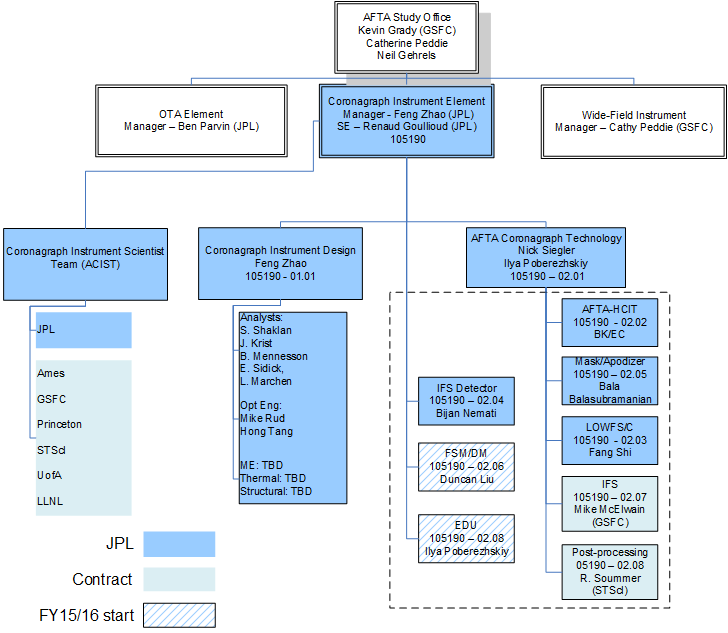 AFTA Study Office
Kevin Grady (GSFC)
Catherine Peddie
Neil Gehrels
OTA Element
Manager – Ben Parvin (JPL)
Coronagraph Instrument Element
Manager - Feng Zhao (JPL)
SE – Renaud Goullioud (JPL)
105190
Wide-Field Instrument
Manager – Cathy Peddie (GSFC)
Coronagraph Instrument Scientist
Team (ACIST)
Coronagraph Instrument Design
Feng Zhao
105190 - 01.01
AFTA Coronagraph Technology
Nick Siegler
Ilya Poberezhskiy
105190 – 02.01
JPL
Ames
GSFC
Princeton
STScI
UofA
LLNL
Analysts:
S. Shaklan
J. Krist
B. Mennesson
E. Sidick,
L. Marchen
Opt Eng:
Mike Rud
Hong Tang
ME: TBD
Thermal: TBD
Structural: TBD
IFS Detector
105190 – 02.04
Bijan Nemati
FSM/DM
105190 – 02.06
Duncan Liu
EDU
105190 – 02.08
Ilya Poberezhskiy
AFTA-HCIT
105190 - 02.02
BK/EC
Mask/Apodizer
105190 – 02.05
Bala
Balasubramanian
LOWFS/C
105190 - 02.03
Fang Shi
IFS
105190 – 02.07
Mike McElwain
(GSFC)
Post-processing
05190 – 02.08
R. Soummer
(STScI)
JPL
Contract
FY15/16 start